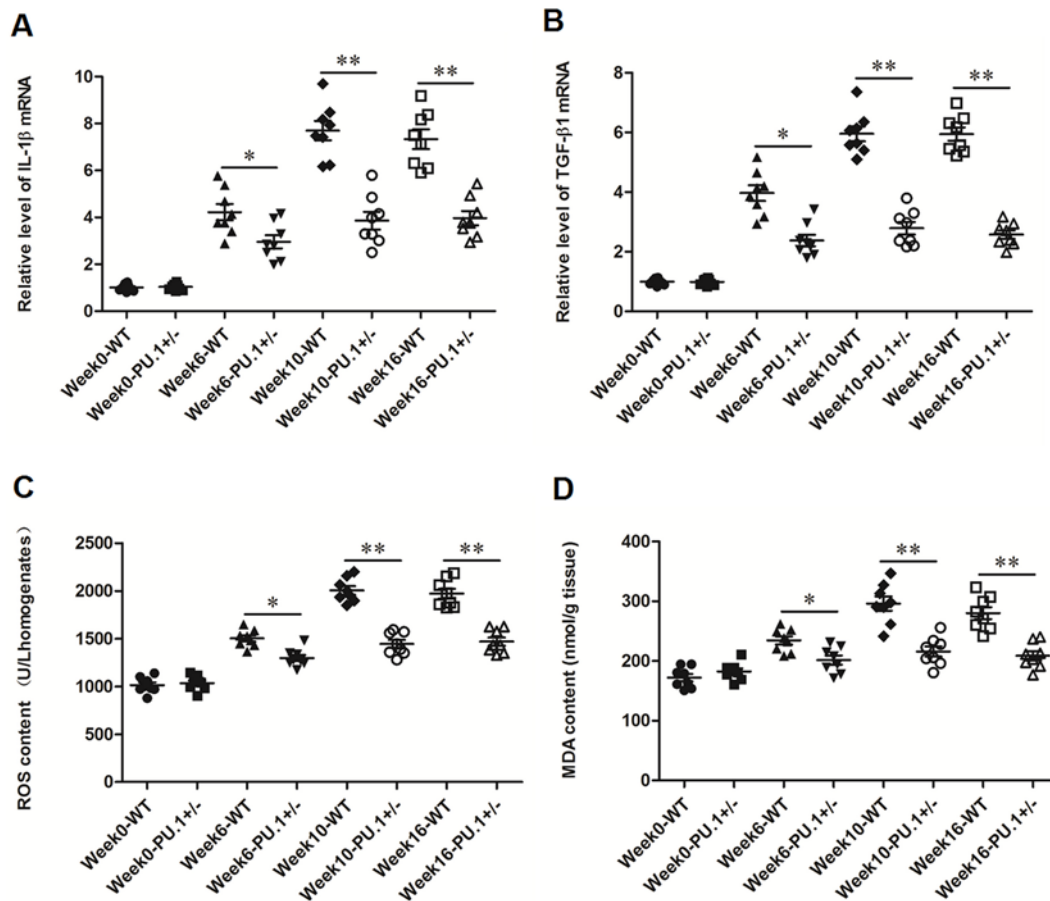 A
Relative level of IL-1β mRNA
10
8
6
4
2
0
*
**
**
Week0-WT
Week0-PU.1+/-
Week6-WT
Week6-PU.1+/-
Week10-WT
Week10-PU.1+/-
Week16-WT
Week16-PU.1+/-
B
Relative level of TGF-β1 mRNA
8
6
4
2
0
*
**
**
Week0-WT
Week0-PU.1+/-
Week6-WT
Week6-PU.1+/-
Week10-WT
Week10-PU.1+/-
Week16-WT
Week16-PU.1+/-
C
ROS content（U/Lhomogenates）
2500
2000
1500
1000
500
0
*
**
**
Week0-WT
Week0-PU.1+/-
Week6-WT
Week6-PU.1+/-
Week10-WT
Week10-PU.1+/-
Week16-WT
Week16-PU.1+/-
D
MDA content (nmol/g tissue)
400
300
200
100
0
*
**
**
Week0-WT
Week0-PU.1+/-
Week6-WT
Week6-PU.1+/-
Week10-WT
Week10-PU.1+/-
Week16-WT
Week16-PU.1+/-